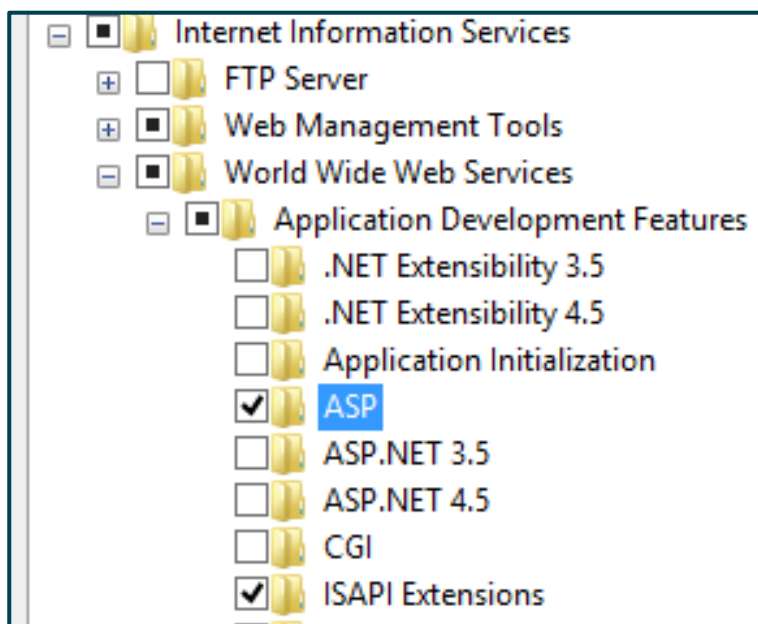 Internet Information Services
FTP Server
Web Management Tools
World Wide Web Services
Application Development Features
.NET Extensibility 3.5
.NET Extensibility 4.5
Application Initialization
ASP
ASP.NET 3.5
ASP.NET 4.5
CGI
ISAPI Extensions